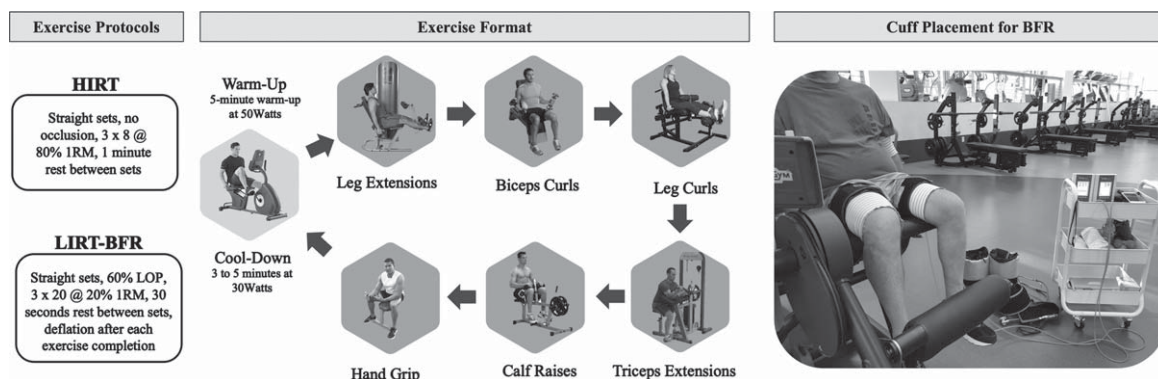 Exercise Protocols
Exercise Format
Cuff Placement for BFR
HIRT
Straight sets, no
occlusion, 3 x 8 @
80% 1RM, 1 minute
rest between sets
LIRT-BFR
Straight sets, 60% LOP,
3 x 20 @ 20% 1RM, 30
seconds rest between sets,
deflation after each
exercise completion
Warm-Up
5-minute warm-up
at 50Watts
Leg Extensions
Biceps Curls
Leg Curls
Cool-Down
3 to 5 minutes at
30Watts
Hand Grip
Calf Raises
Triceps Extensions